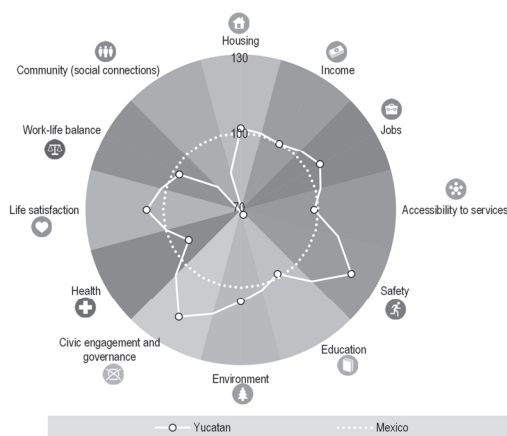 Housing
130
Income
Community (social connections)
Jobs
100
Work-life balance
Life satisfaction
70
Accessibility to services
Health
Safety
Civic engagement and
governance
Education
Environment
Yucatan
Mexico